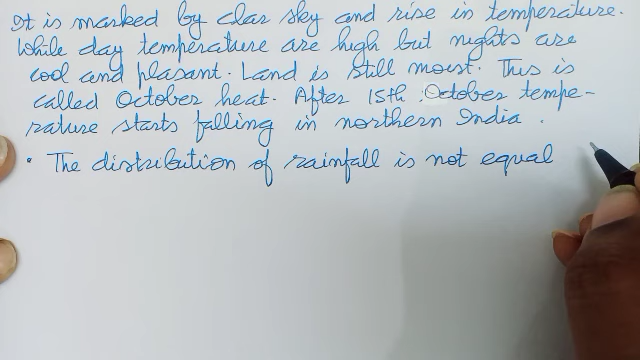 It is marked by clar sky and rise in temperature.
While day temperature are high but nights are
cool and plasant. Land is still moist. This is
called October heat. After 15th October tempe-
rature starts falling in northern India.
• The distribution of rainfall is not equal